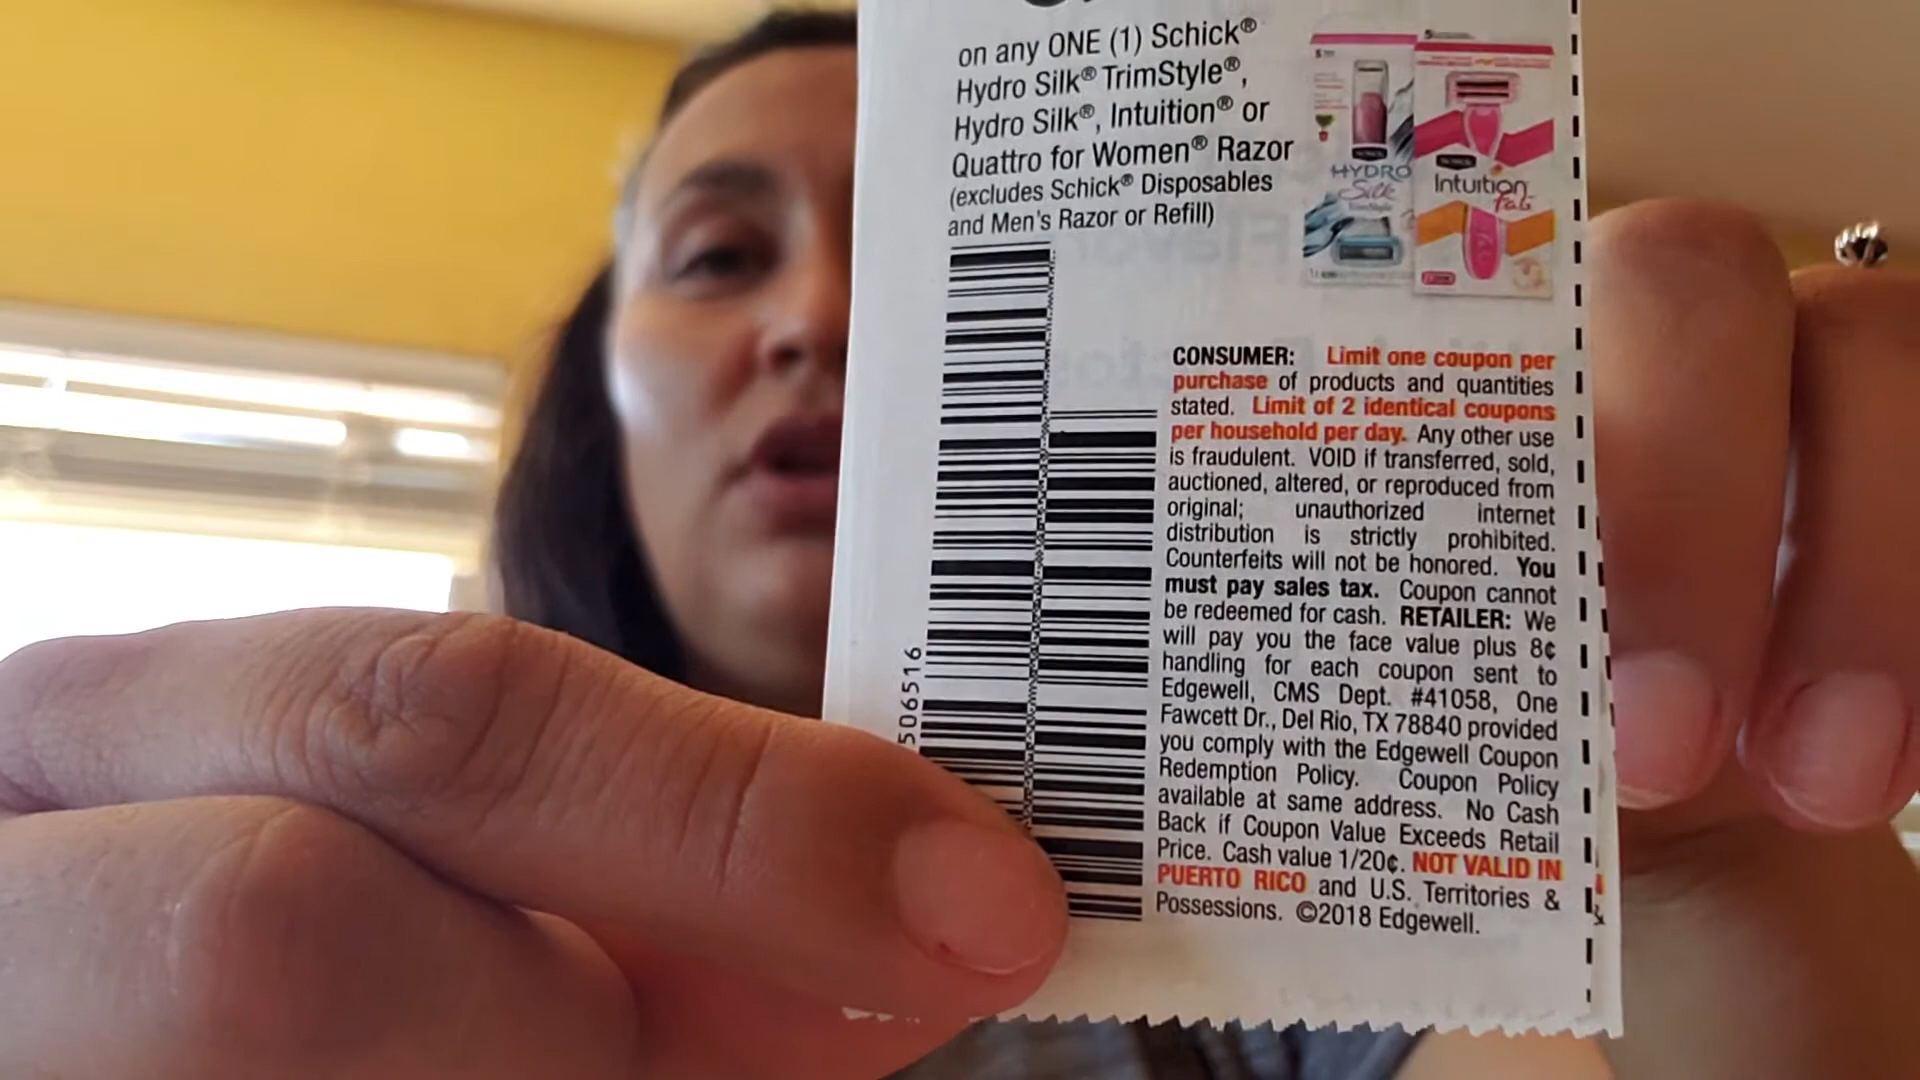 on any ONE (1) Schick®
Hydro Silk® TrimStyle®,
Hydro Silk®, Intuition® or
Quattro for Women® Razor
(excludes Schick® Disposables
and Men's Razor or Refill)
HYDRO
Silk
TrimStyle
Intuition
fab
CONSUMER: Limit one coupon per
purchase of products and quantities
stated. Limit of 2 identical coupons
per household per day. Any other use
is fraudulent. VOID if transferred, sold,
auctioned, altered, or reproduced from
original; unauthorized internet
distribution is strictly prohibited.
Counterfeits will not be honored. You
must pay sales tax. Coupon cannot
be redeemed for cash. RETAILER: We
will pay you the face value plus 8¢
handling for each coupon sent to
Edgewell, CMS Dept. #41058, One
Fawcett Dr., Del Rio, TX 78840 provided
you comply with the Edgewell Coupon
Redemption Policy. Coupon Policy
available at same address. No Cash
Back if Coupon Value Exceeds Retail
Price. Cash value 1/20¢. NOT VALID IN
PUERTO RICO and U.S. Territories &
Possessions. ©2018 Edgewell.
506516